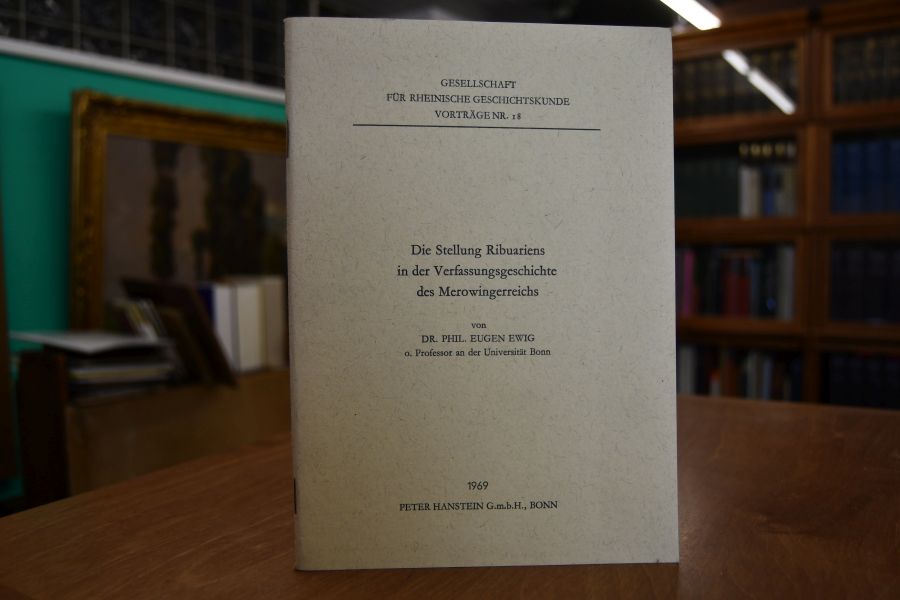 GESELLSCHAFT
FÜR RHEINISCHE GESCHICHTSKUNDE
VORTRÄGE NR. 18
Die Stellung Ribuariens
in der Verfassungsgeschichte
des Merowingerreichs
von
DR. PHIL. EUGEN EWIG
o. Professor an der Universität Bonn
1969
PETER HANSTEIN G.m.b.H., BONN